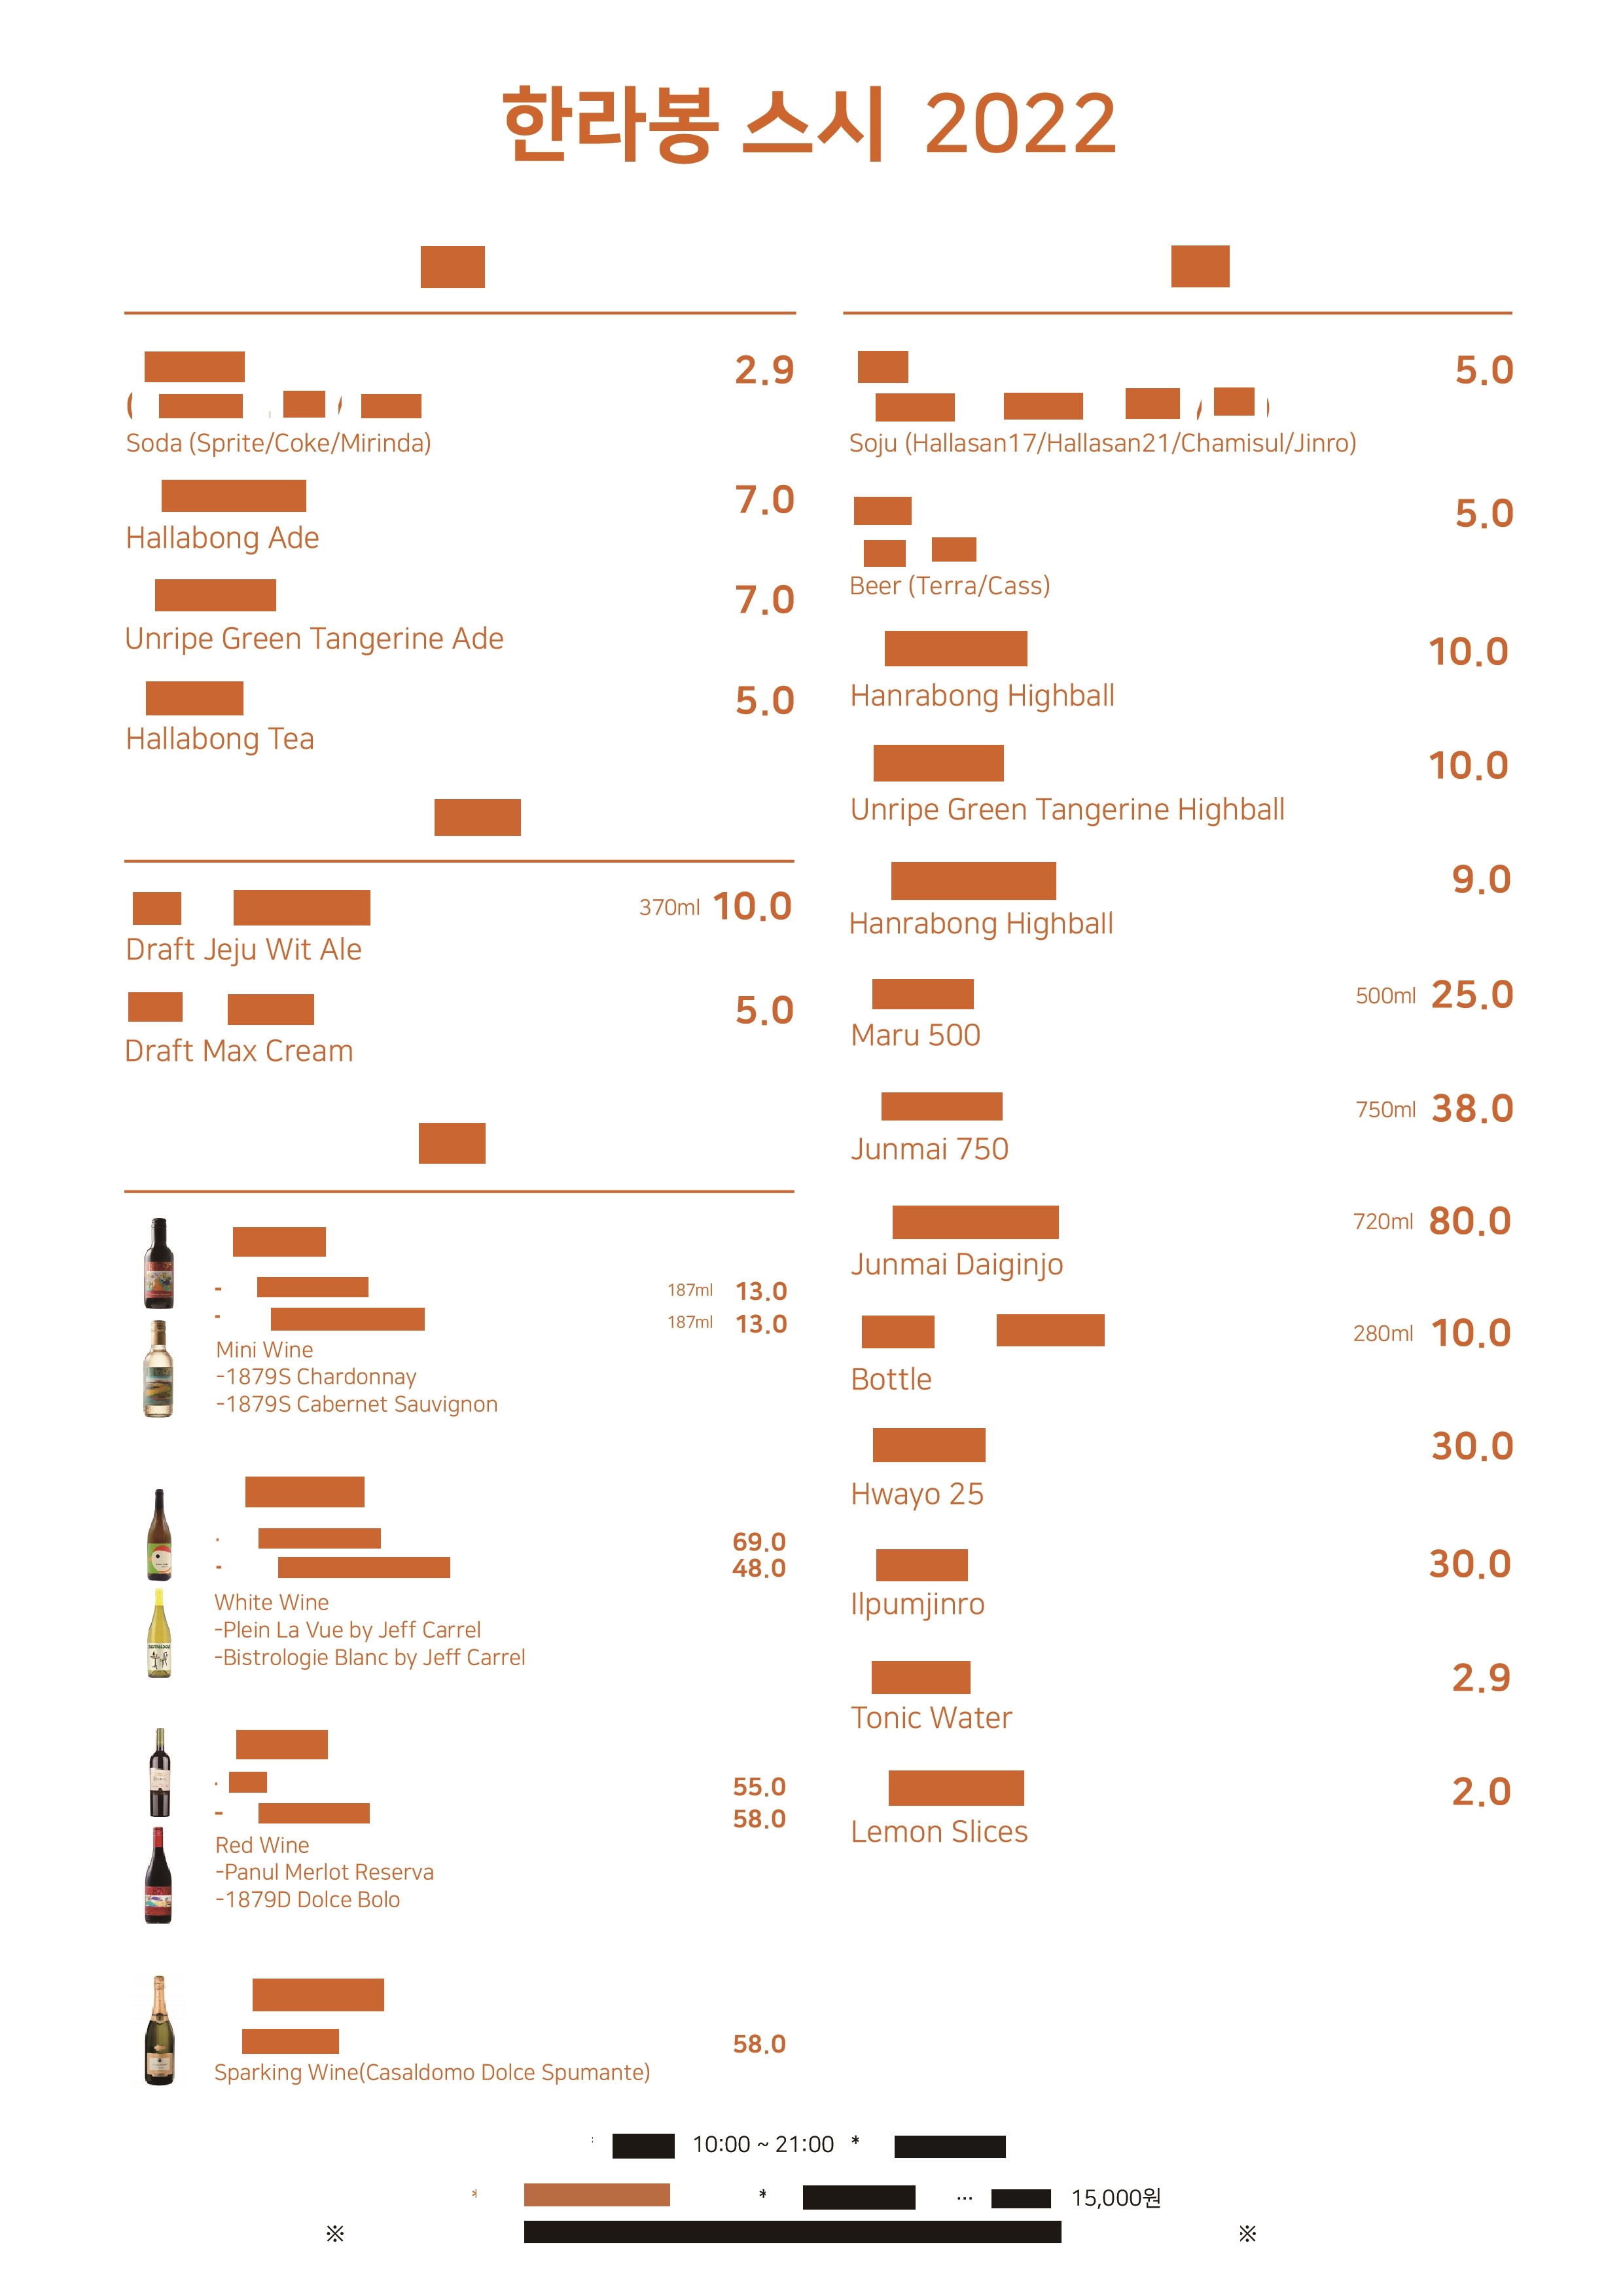 한라봉 스시 2022
2.9
Soda (Sprite/Coke/Mirinda)
7.0
Hallabong Ade
7.0
Unripe Green Tangerine Ade
5.0
Hallabong Tea
370ml 10.0
Draft Jeju Wit Ale
5.0
Draft Max Cream
187ml 13.0
187ml 13.0
Mini Wine
-1879S Chardonnay
-1879S Cabernet Sauvignon
69.0
48.0
White Wine
-Plein La Vue by Jeff Carrel
-Bistrologie Blanc by Jeff Carrel
55.0
58.0
Red Wine
-Panul Merlot Reserva
-1879D Dolce Bolo
58.0
Sparking Wine(Casaldomo Dolce Spumante)
5.0
Soju (Hallasan17/Hallasan21/Chamisul/Jinro)
5.0
Beer (Terra/Cass)
10.0
Hanrabong Highball
10.0
Unripe Green Tangerine Highball
9.0
Hanrabong Highball
500ml 25.0
Maru 500
750ml 38.0
Junmai 750
720ml 80.0
Junmai Daiginjo
280ml 10.0
Bottle
30.0
Hwayo 25
30.0
Ilpumjinro
2.9
Tonic Water
2.0
Lemon Slices
10:00 ~ 21:00 *
* * ... 15,000원
※ ※